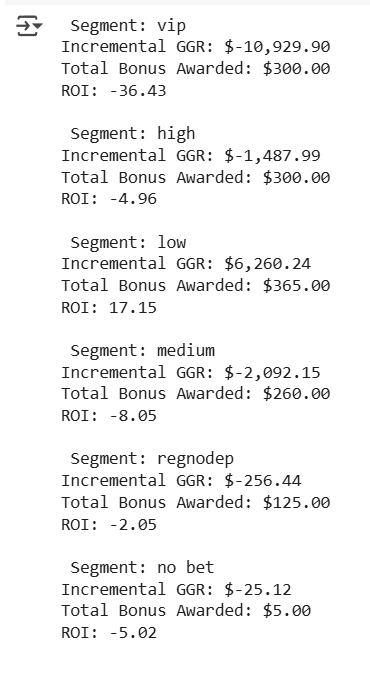 Segment: vip
Incremental GGR: $-10,929.90
Total Bonus Awarded: $300.00
ROI: -36.43
Segment: high
Incremental GGR: $-1,487.99
Total Bonus Awarded: $300.00
ROI: -4.96
Segment: low
Incremental GGR: $6,260.24
Total Bonus Awarded: $365.00
ROI: 17.15
Segment: medium
Incremental GGR: $-2,092.15
Total Bonus Awarded: $260.00
ROI: -8.05
Segment: regnodep
Incremental GGR: $-256.44
Total Bonus Awarded: $125.00
ROI: -2.05
Segment: no bet
Incremental GGR: $-25.12
Total Bonus Awarded: $5.00
ROI: -5.02